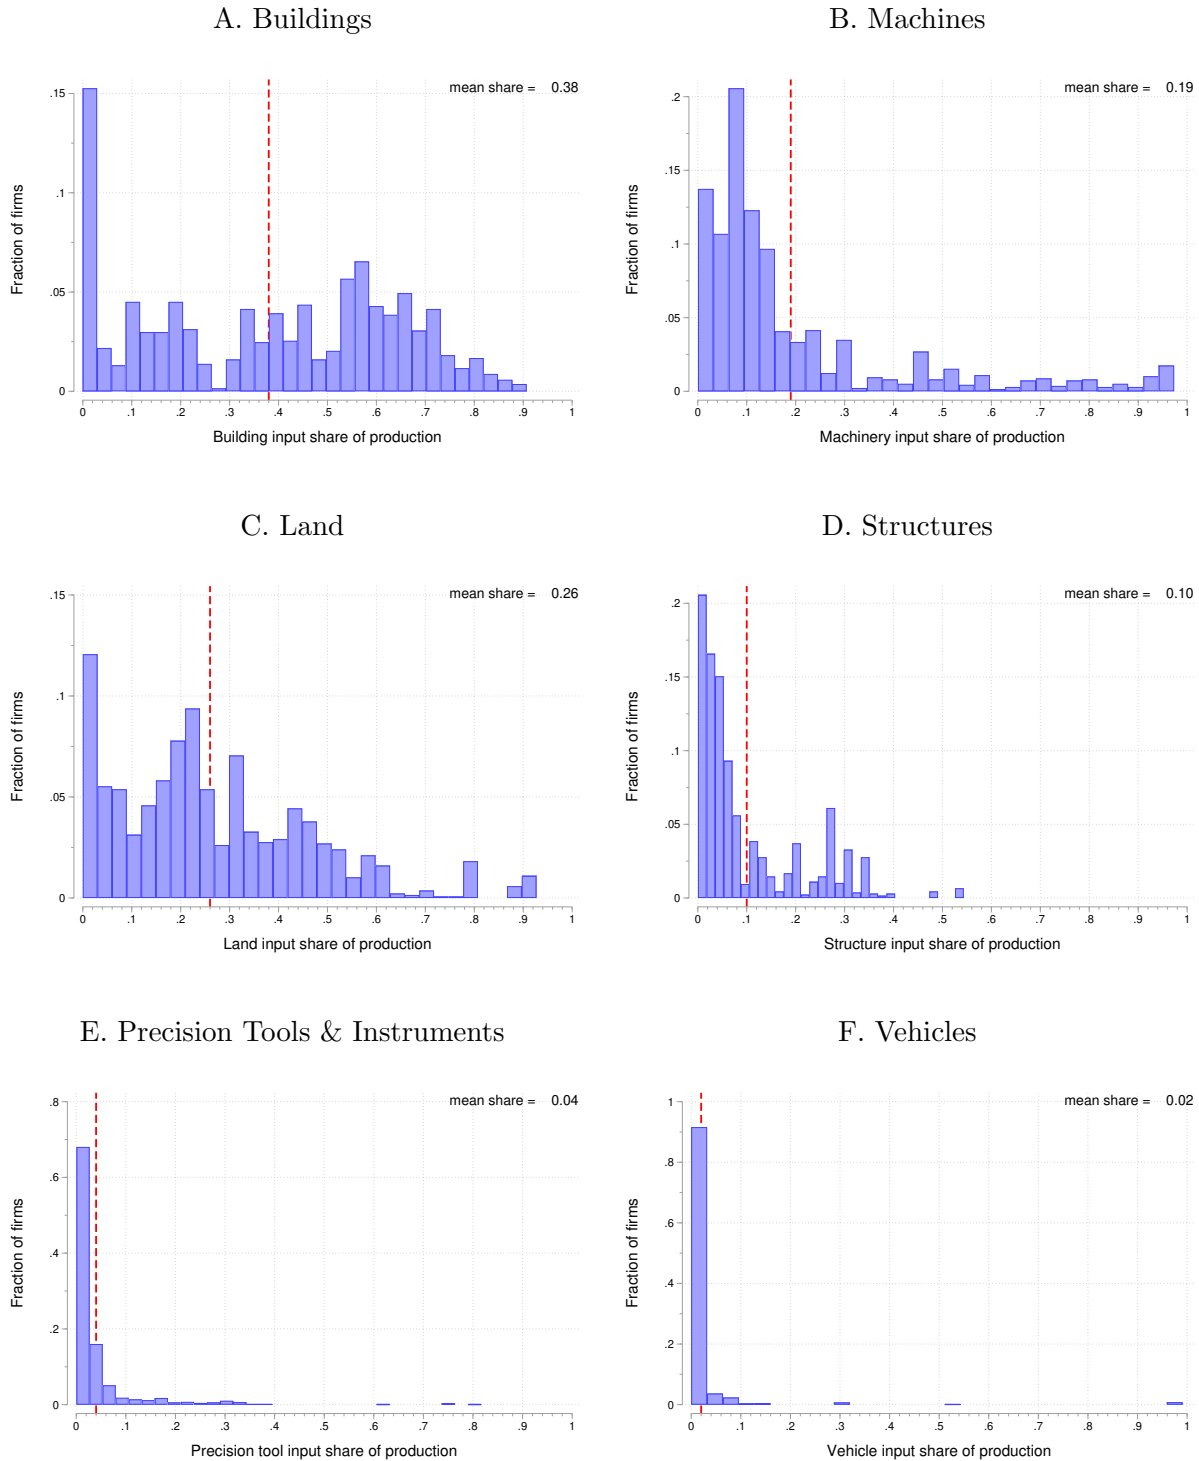 A. Buildings
mean share = 0.38
Fraction of firms
.15
.1
.05
0
0 .1 .2 .3 .4 .5 .6 .7 .8 .9 1
Building input share of production
B. Machines
mean share = 0.19
Fraction of firms
.2
.15
.1
.05
0
0 .1 .2 .3 .4 .5 .6 .7 .8 .9 1
Machinery input share of production
C. Land
mean share = 0.26
Fraction of firms
.15
.1
.05
0
0 .1 .2 .3 .4 .5 .6 .7 .8 .9 1
Land input share of production
D. Structures
mean share = 0.10
Fraction of firms
.2
.15
.1
.05
0
0 .1 .2 .3 .4 .5 .6 .7 .8 .9 1
Structure input share of production
E. Precision Tools & Instruments
mean share = 0.04
Fraction of firms
.8
.6
.4
.2
0
0 .1 .2 .3 .4 .5 .6 .7 .8 .9 1
Precision tool input share of production
F. Vehicles
mean share = 0.02
Fraction of firms
1
.8
.6
.4
.2
0
0 .1 .2 .3 .4 .5 .6 .7 .8 .9 1
Vehicle input share of production